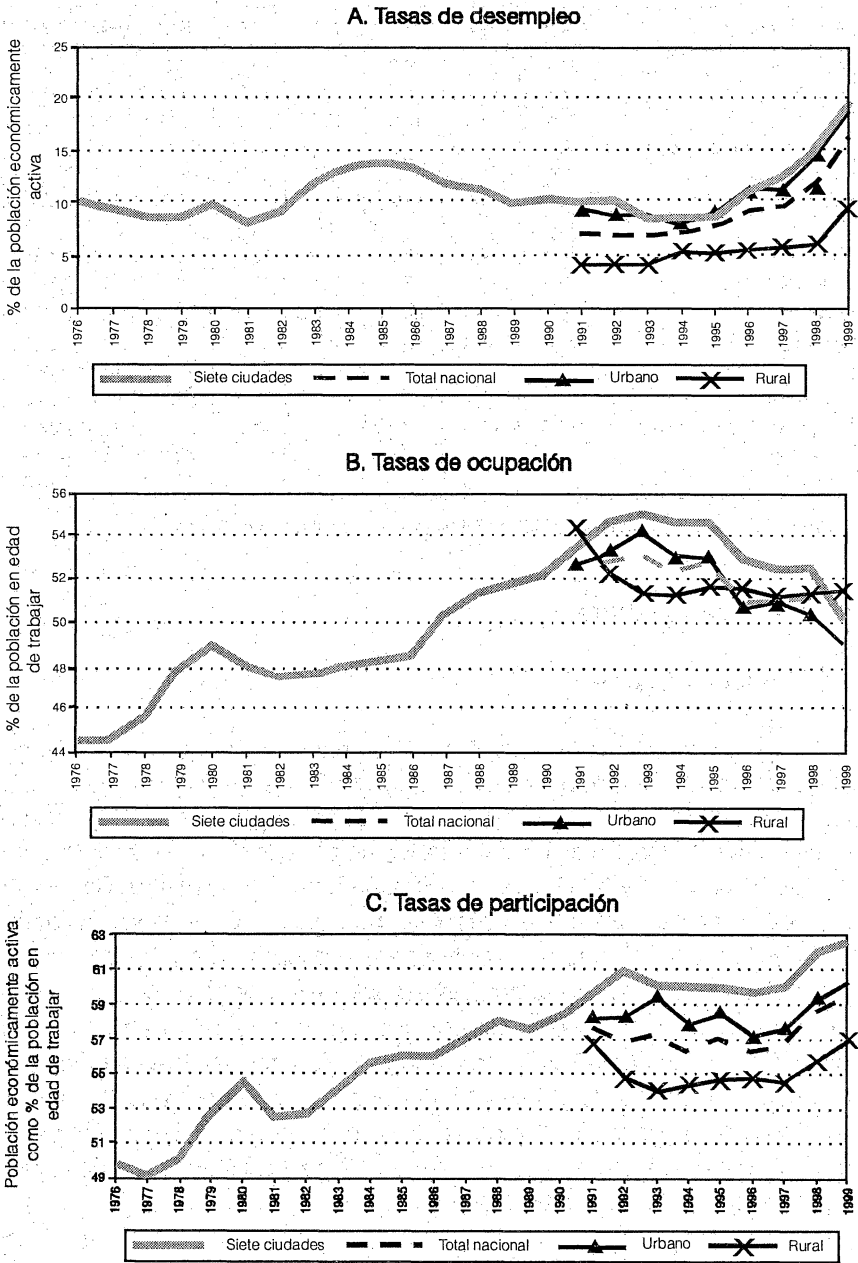 A. Tasas de desempleo
% de la población económicamente
activa
25
20
15
10
5
0
1976 1977 1978 1979 1980 1981 1982 1983 1984 1985 1986 1987 1988 1989 1990 1991 1992 1993 1994 1995 1996 1997 1998 1999
Siete ciudades Total nacional Urbano Rural
B. Tasas de ocupación
% de la población en edad
de trabajar
56
54
52
50
48
46
44
1976 1977 1978 1979 1980 1981 1982 1983 1984 1985 1986 1987 1988 1989 1990 1991 1992 1993 1994 1995 1996 1997 1998 1999
Siete ciudades Total nacional Urbano Rural
C. Tasas de participación
Población económicamente activa
como % de la población en
edad de trabajar
63
61
59
57
55
53
51
49
1976 1977 1978 1979 1980 1981 1982 1983 1984 1985 1986 1987 1988 1989 1990 1991 1992 1993 1994 1995 1996 1997 1998 1999
Siete ciudades Total nacional Urbano Rural